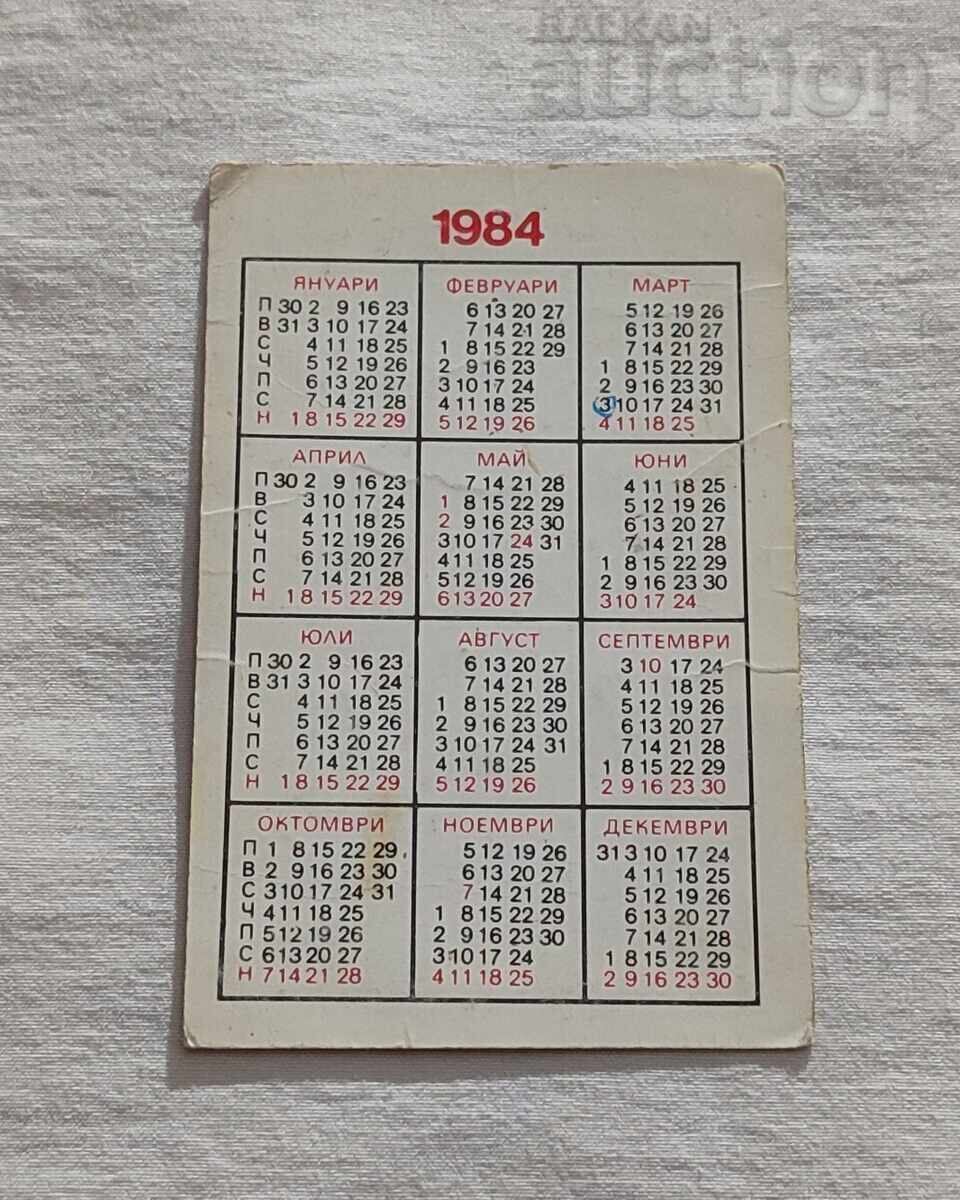 БАЛКАН
auction
1984
ЯНУАРИ ФЕВРУАРИ МАРТ
П 30 2 9 16 23 6 13 20 27 5 12 19 26
В 31 3 10 17 24 7 14 21 28 6 13 20 27
С 4 11 18 25 1 8 15 22 29 7 14 21 28
Ч 5 12 19 26 2 9 16 23 1 8 15 22 29
П 6 13 20 27 3 10 17 24 2 9 16 23 30
С 7 14 21 28 4 11 18 25 3 10 17 24 31
Н 1 8 15 22 29 5 12 19 26 4 11 18 25
АПРИЛ МАЙ ЮНИ
П 30 2 9 16 23 7 14 21 28 4 11 18 25
В 3 10 17 24 1 8 15 22 29 5 12 19 26
С 4 11 18 25 2 9 16 23 30 6 13 20 27
Ч 5 12 19 26 3 10 17 24 31 7 14 21 28
П 6 13 20 27 4 11 18 25 1 8 15 22 29
С 7 14 21 28 5 12 19 26 2 9 16 23 30
Н 1 8 15 22 29 6 13 20 27 3 10 17 24
ЮЛИ АВГУСТ СЕПТЕМВРИ
П 30 2 9 16 23 6 13 20 27 3 10 17 24
В 31 3 10 17 24 7 14 21 28 4 11 18 25
С 4 11 18 25 1 8 15 22 29 5 12 19 26
Ч 5 12 19 26 2 9 16 23 30 6 13 20 27
П 6 13 20 27 3 10 17 24 31 7 14 21 28
С 7 14 21 28 4 11 18 25 1 8 15 22 29
Н 1 8 15 22 29 5 12 19 26 2 9 16 23 30
ОКТОМВРИ НОЕМВРИ ДЕКЕМВРИ
П 1 8 15 22 29 5 12 19 26 31 3 10 17 24
В 2 9 16 23 30 6 13 20 27 4 11 18 25
С 3 10 17 24 31 7 14 21 28 5 12 19 26
Ч 4 11 18 25 1 8 15 22 29 6 13 20 27
П 5 12 19 26 2 9 16 23 30 7 14 21 28
С 6 13 20 27 3 10 17 24 1 8 15 22 29
Н 7 14 21 28 4 11 18 25 2 9 16 23 30